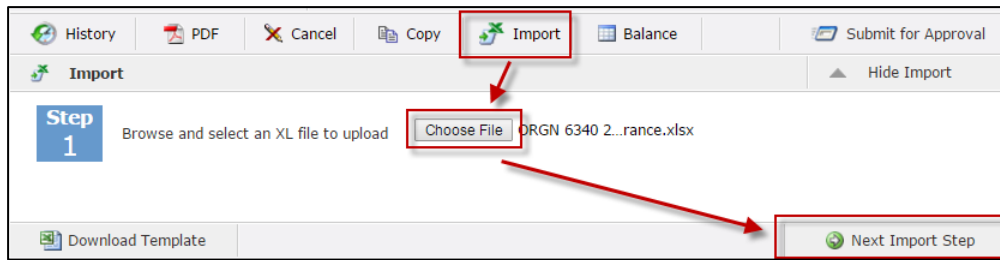 History PDF Cancel Copy Import Balance Submit for Approval
Import Hide Import
Step
1
Browse and select an XL file to upload Choose File ORGN 6340 2...rance.xlsx
Download Template Next Import Step